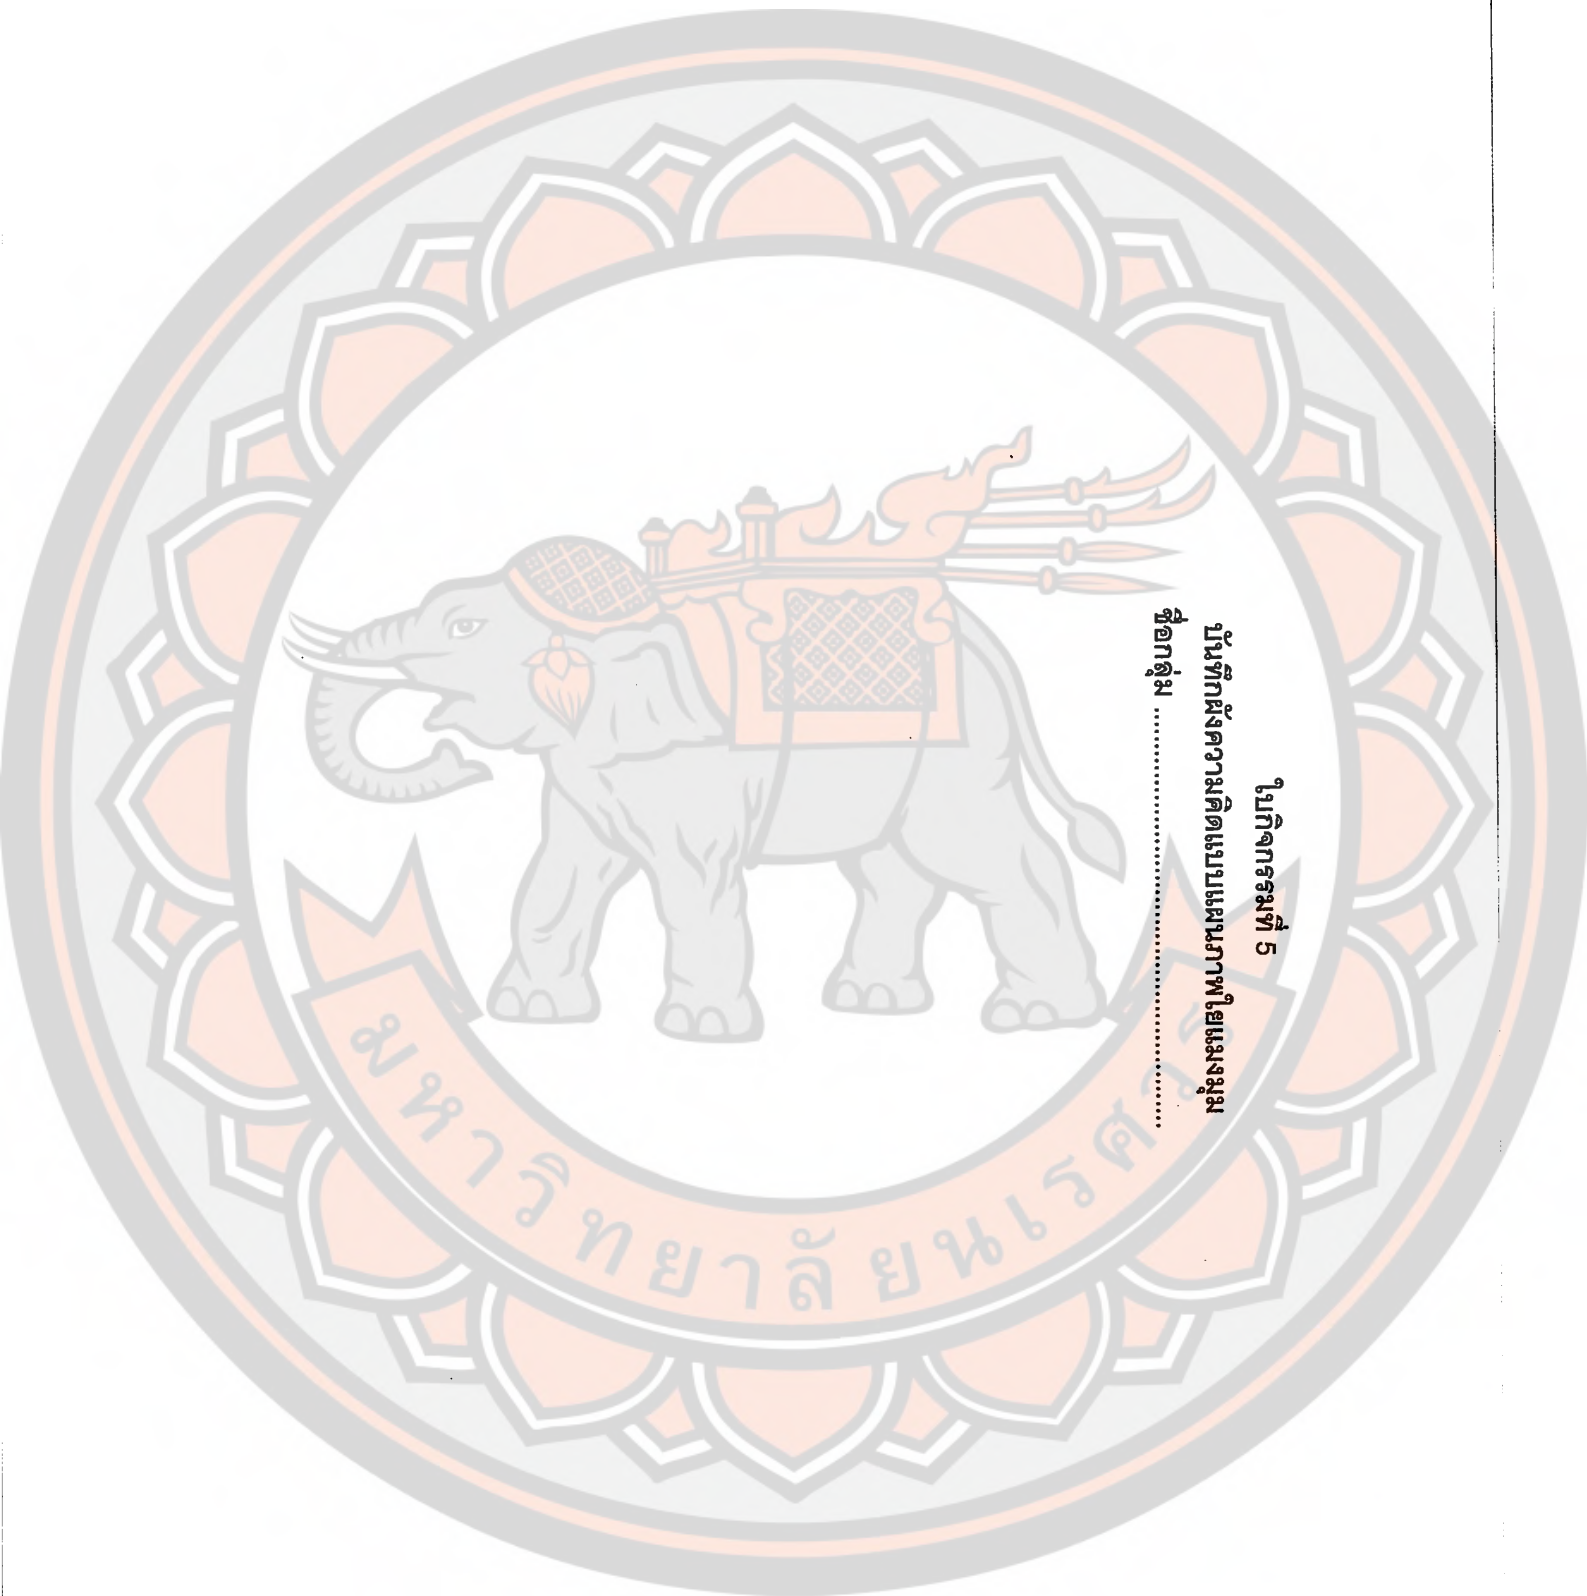 ใบกิจกรรมที่ 5
บันทึกผังความคิดแบบแผนภาพใยแมงมุม
ชื่อกลุ่ม ............................................................
มหาวิทยาลัยนเรศวร